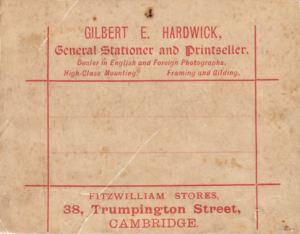 GILBERT E. HARDWICK,
General Stationer and Printseller.
Dealer in English and Foreign Photographs.
High-Class Mounting. Framing and Gilding.
FITZWILLIAM STORES,
38, Trumpington Street,
CAMBRIDGE.